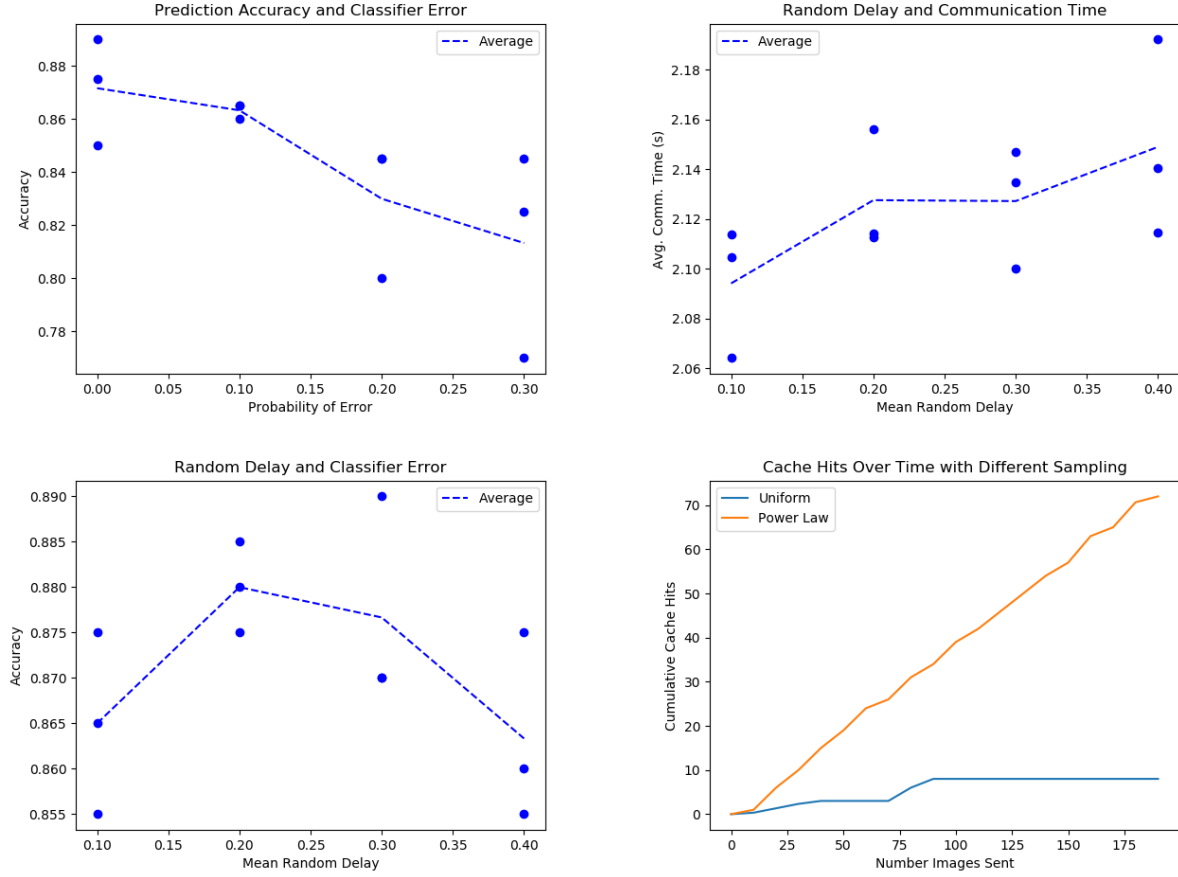 Prediction Accuracy and Classifier Error
Average
Accuracy
0.88
0.86
0.84
0.82
0.80
0.78
0.00 0.05 0.10 0.15 0.20 0.25 0.30
Probability of Error
Random Delay and Communication Time
Average
Avg. Comm. Time (s)
2.18
2.16
2.14
2.12
2.10
2.08
2.06
0.10 0.15 0.20 0.25 0.30 0.35 0.40
Mean Random Delay
Random Delay and Classifier Error
Average
Accuracy
0.890
0.885
0.880
0.875
0.870
0.865
0.860
0.855
0.10 0.15 0.20 0.25 0.30 0.35 0.40
Mean Random Delay
Cache Hits Over Time with Different Sampling
Uniform
Power Law
Cumulative Cache Hits
70
60
50
40
30
20
10
0
0 25 50 75 100 125 150 175
Number Images Sent